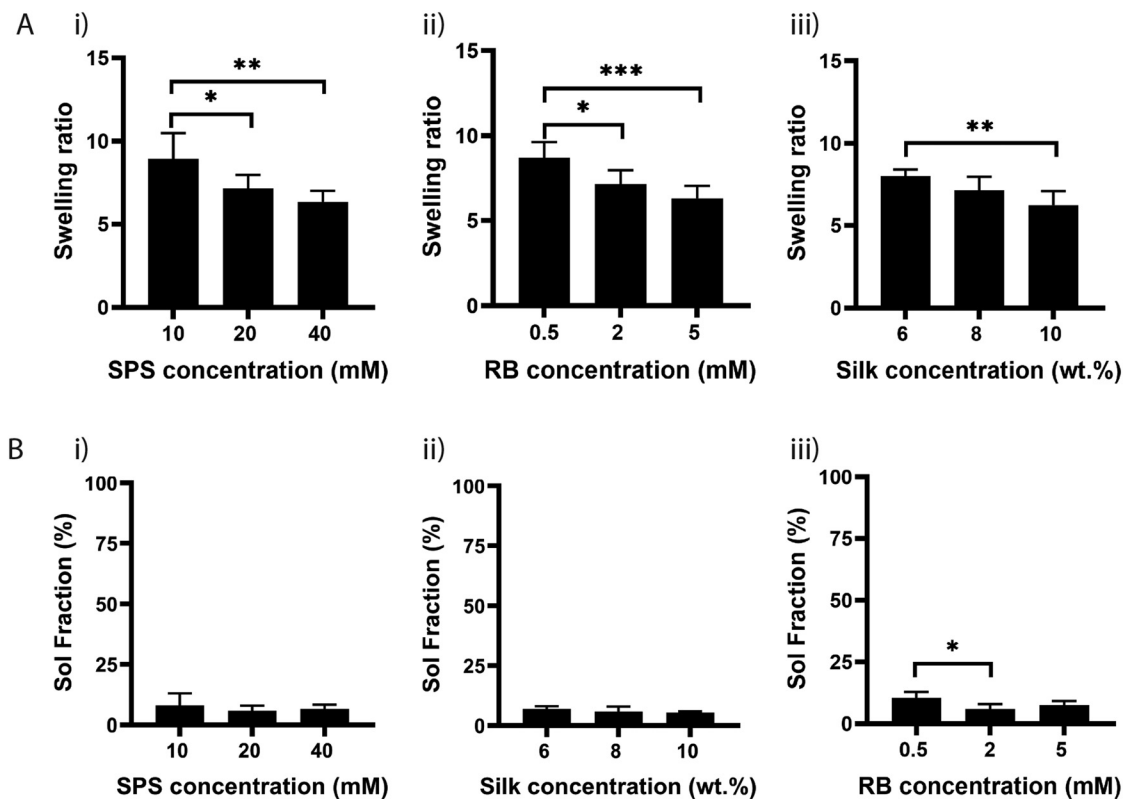 A
i)
Swelling ratio
15
10
5
0
**
*
10 20 40
SPS concentration (mM)
ii)
Swelling ratio
15
10
5
0
***
*
0.5 2 5
RB concentration (mM)
iii)
Swelling ratio
15
10
5
0
**
6 8 10
Silk concentration (wt.%)
B
i)
Sol Fraction (%)
100
75
50
25
0
10 20 40
SPS concentration (mM)
ii)
Sol Fraction (%)
100
75
50
25
0
6 8 10
Silk concentration (wt.%)
iii)
Sol Fraction (%)
100
75
50
25
0
*
0.5 2 5
RB concentration (mM)